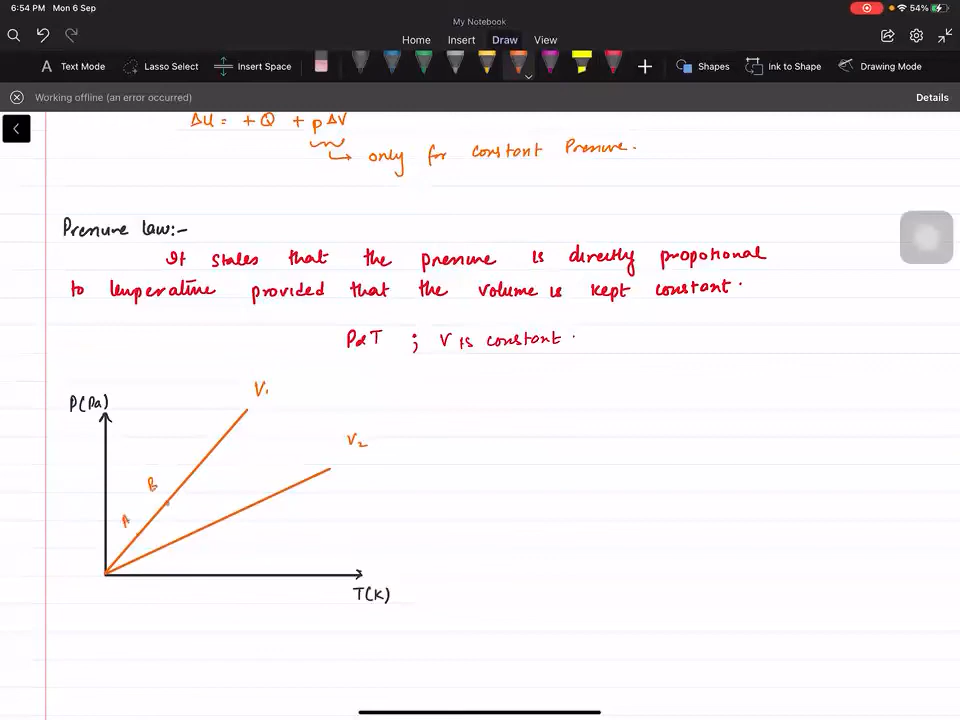 6:54 PM Mon 6 Sep
54%
My Notebook
Home Insert Draw View
Text Mode Lasso Select Insert Space Shapes Ink to Shape Drawing Mode
Working offline (an error occurred) Details
ΔU = +Q + pΔV
only for constant Pressure.
Pressure law:-
It states that the pressure is directly propotional
to temperature provided that the volume is kept constant.
P∝T ; V is constant.
V₁
P(Pa)
V₂
B
A
T(K)